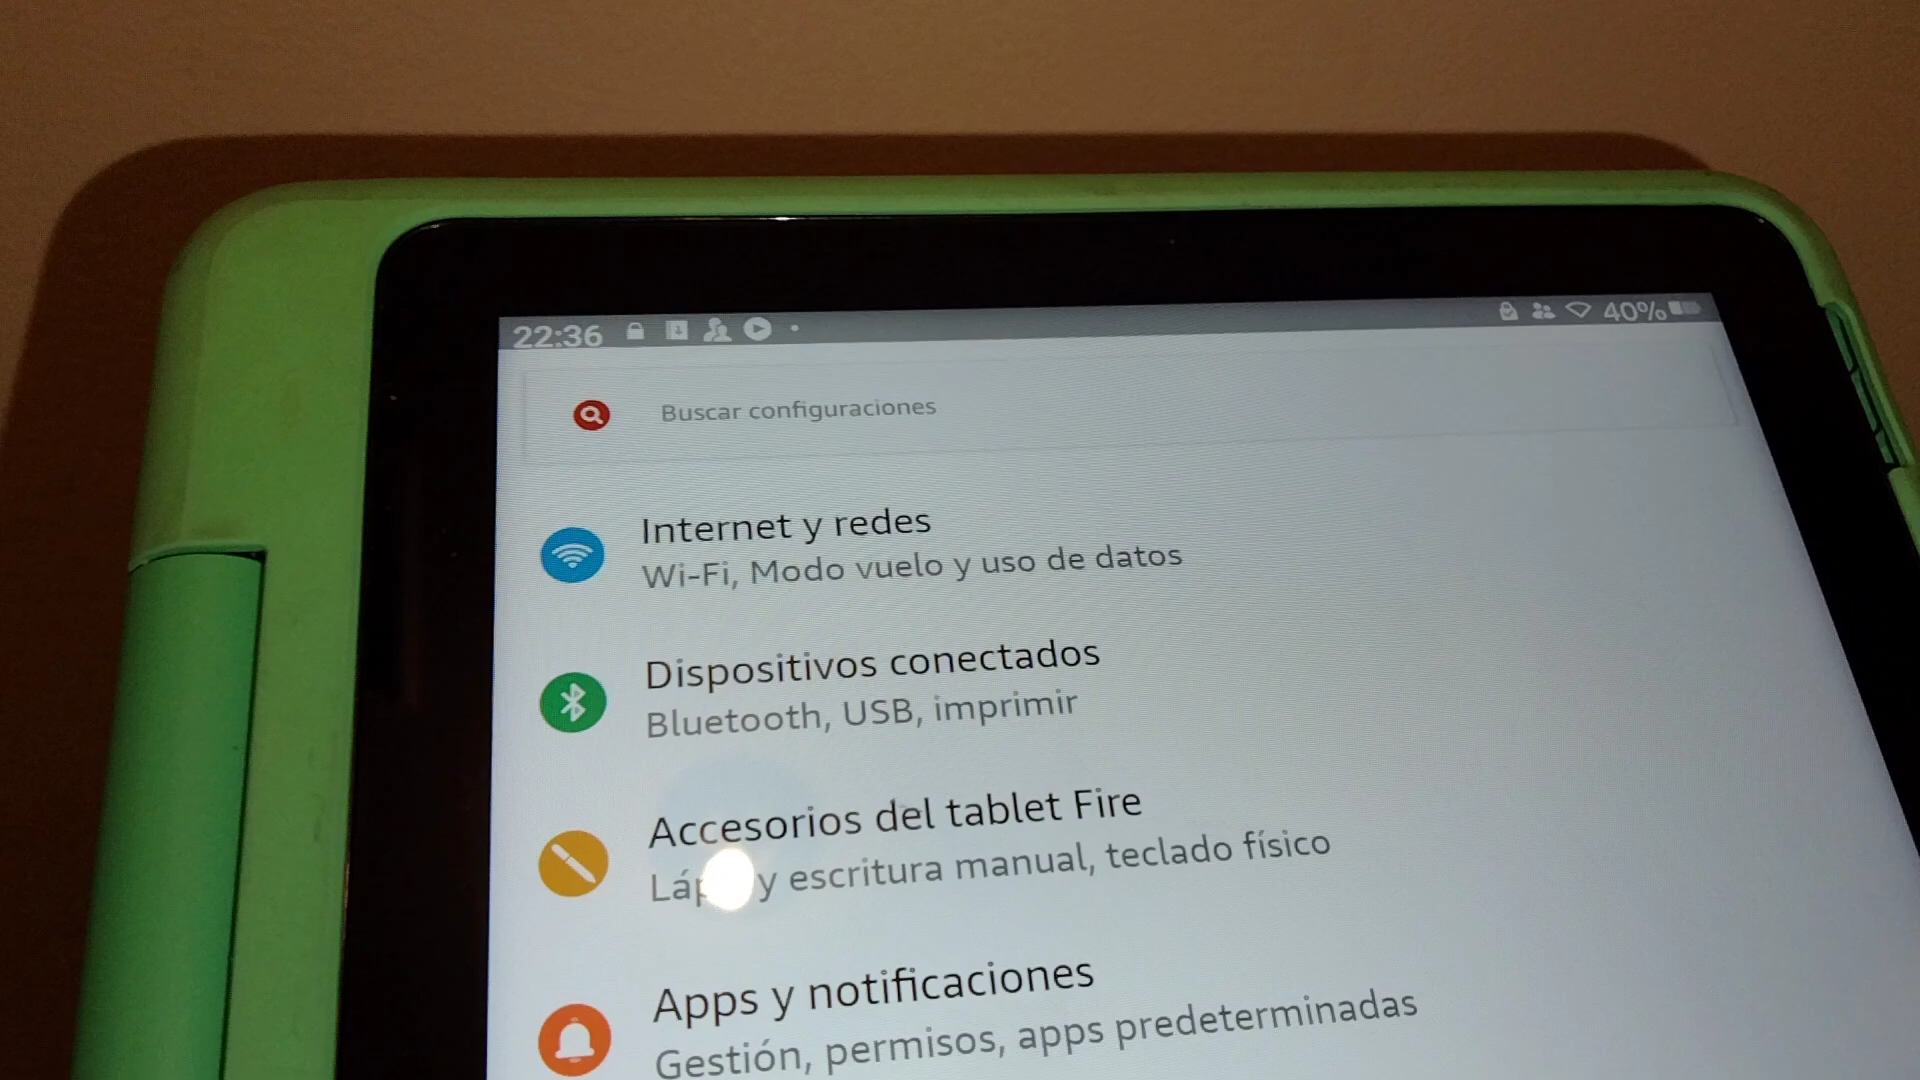 22:36 40%
Buscar configuraciones
Internet y redes
Wi-Fi, Modo vuelo y uso de datos
Dispositivos conectados
Bluetooth, USB, imprimir
Accesorios del tablet Fire
y escritura manual, teclado físico
Apps y notificaciones
Gestión, permisos, apps predeterminadas